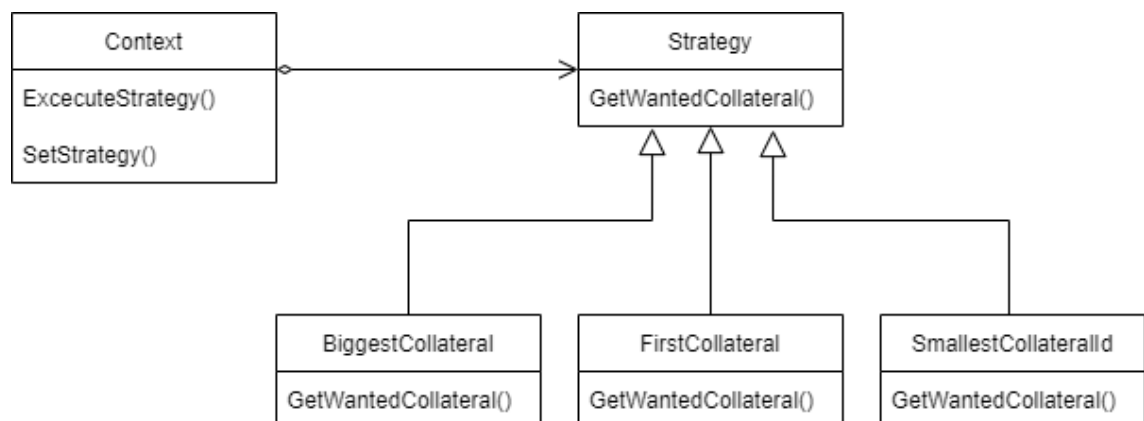 Context
ExcecuteStrategy()
SetStrategy()
Strategy
GetWantedCollateral()
BiggestCollateral
GetWantedCollateral()
FirstCollateral
GetWantedCollateral()
SmallestCollateralId
GetWantedCollateral()